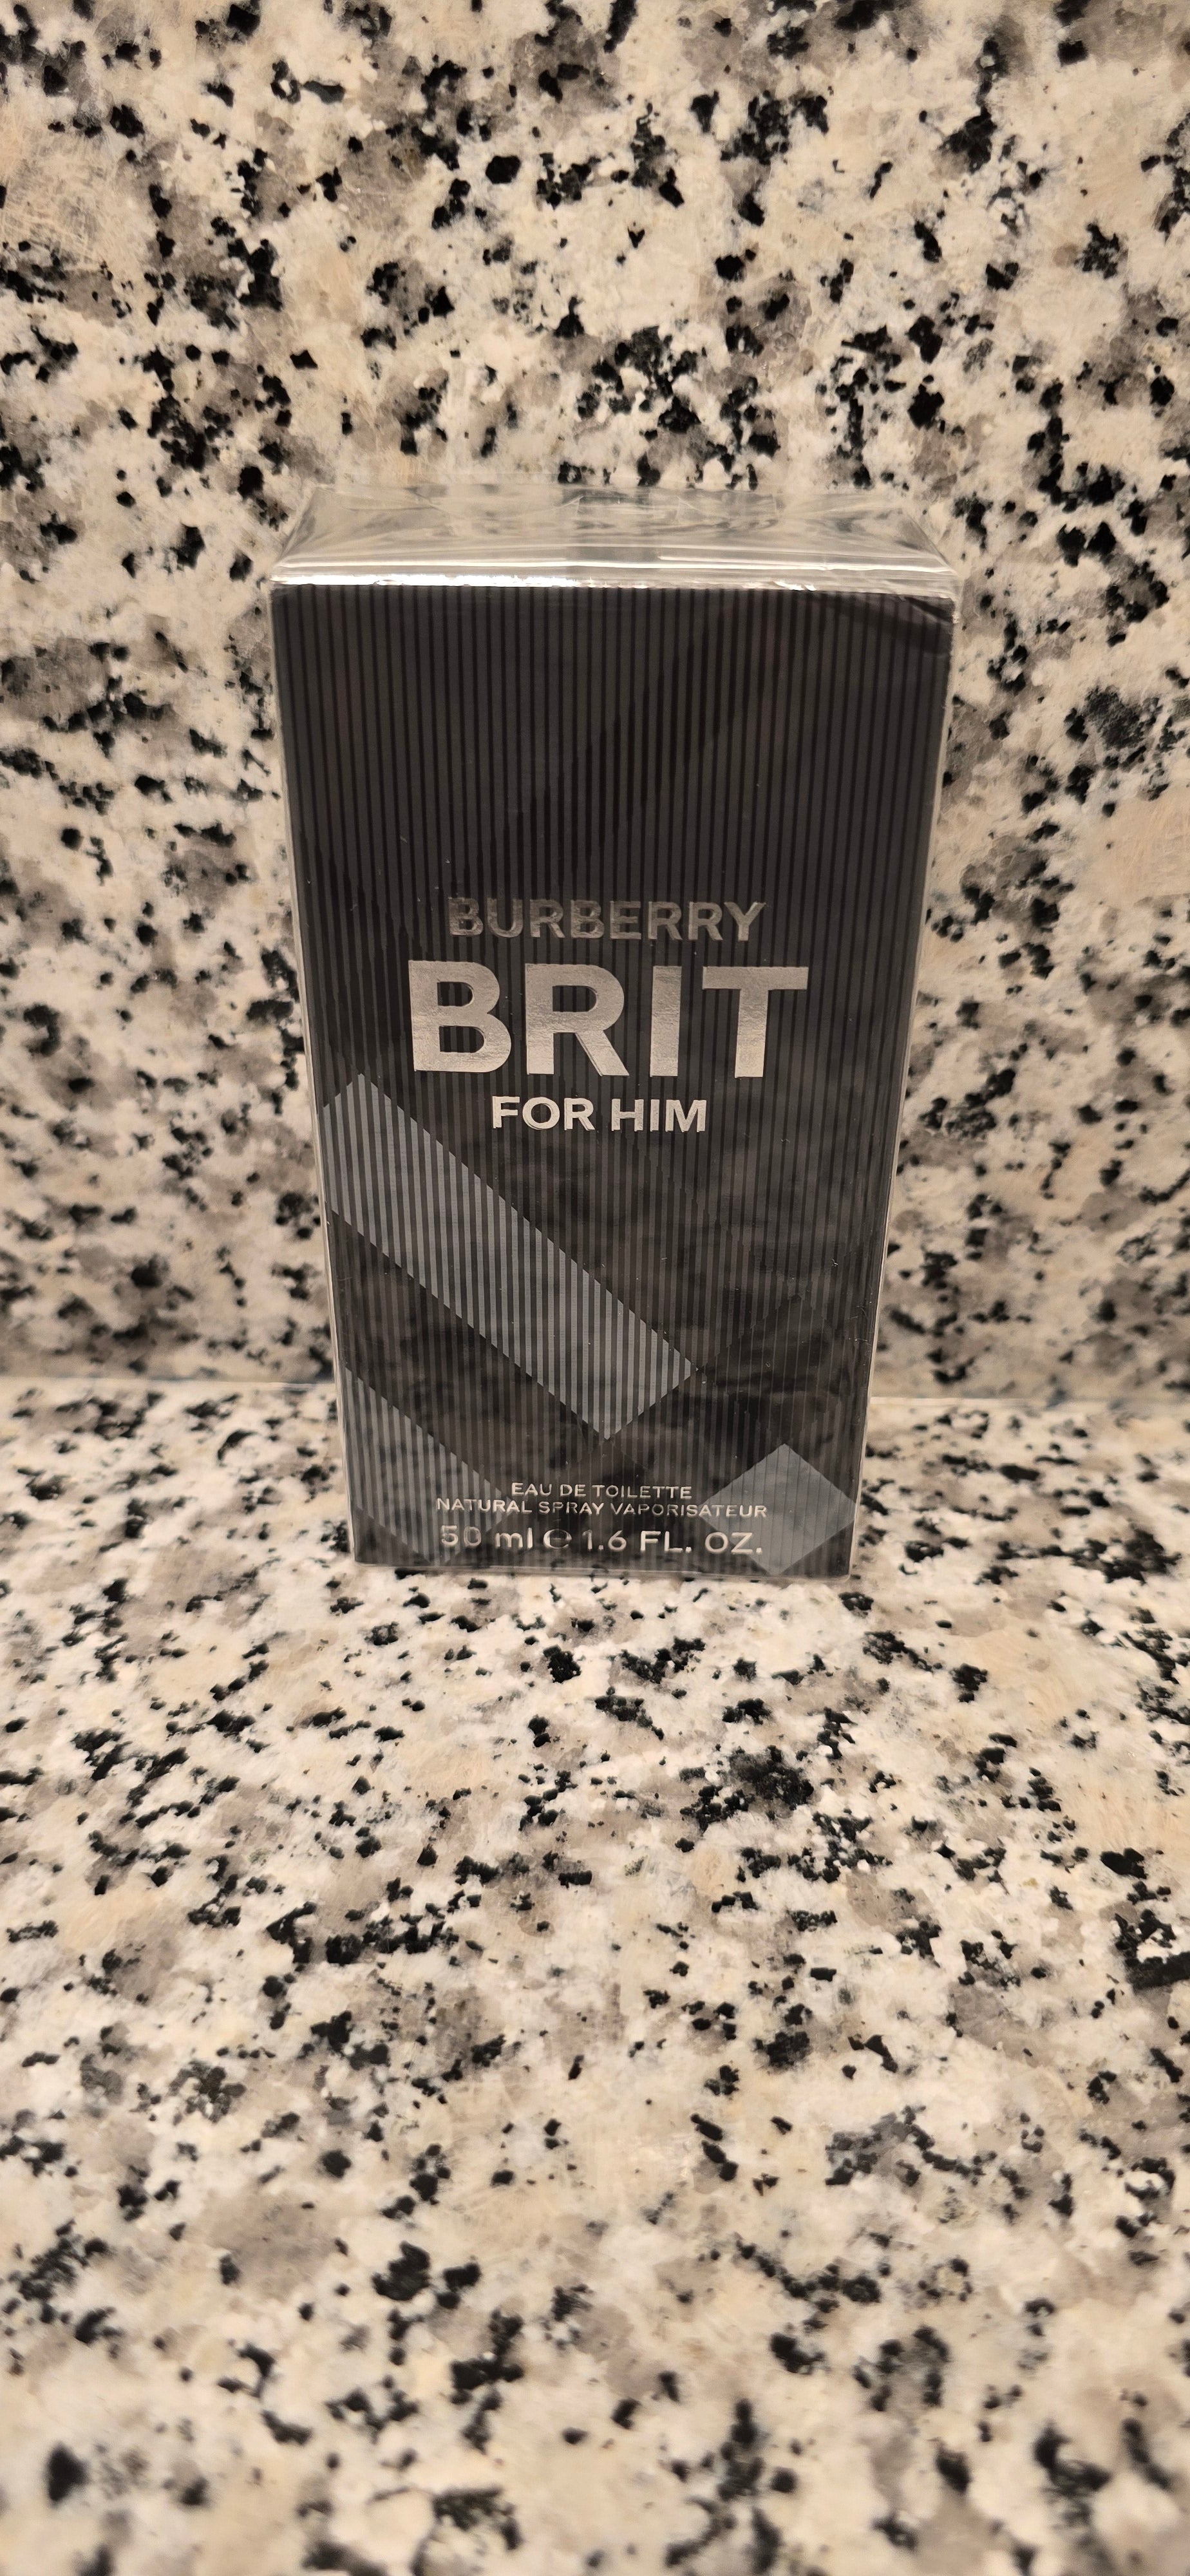 BURBERRY
BRIT
FOR HIM
EAU DE TOILETTE
NATURAL SPRAY VAPORISATEUR
50 ml ℮ 1.6 FL. OZ.